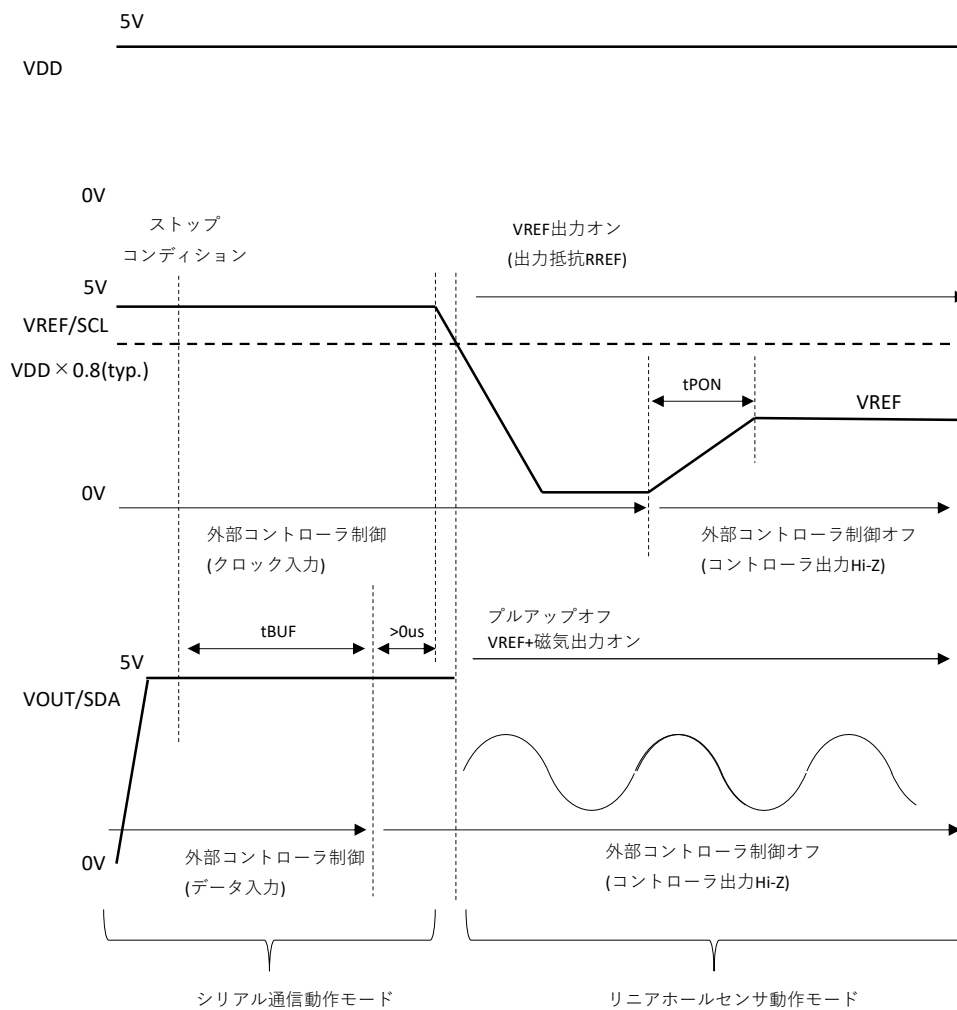 5V
VDD
0V
ストップ
コンディション
VREF出力オン
(出力抵抗RREF)
5V
VREF/SCL
VDD×0.8(typ.)
tPON
VREF
0V
外部コントローラ制御
(クロック入力)
外部コントローラ制御オフ
(コントローラ出力Hi-Z)
tBUF
>0us
プルアップオフ
VREF+磁気出力オン
5V
VOUT/SDA
0V
外部コントローラ制御
(データ入力)
外部コントローラ制御オフ
(コントローラ出力Hi-Z)
シリアル通信動作モード
リニアホールセンサ動作モード